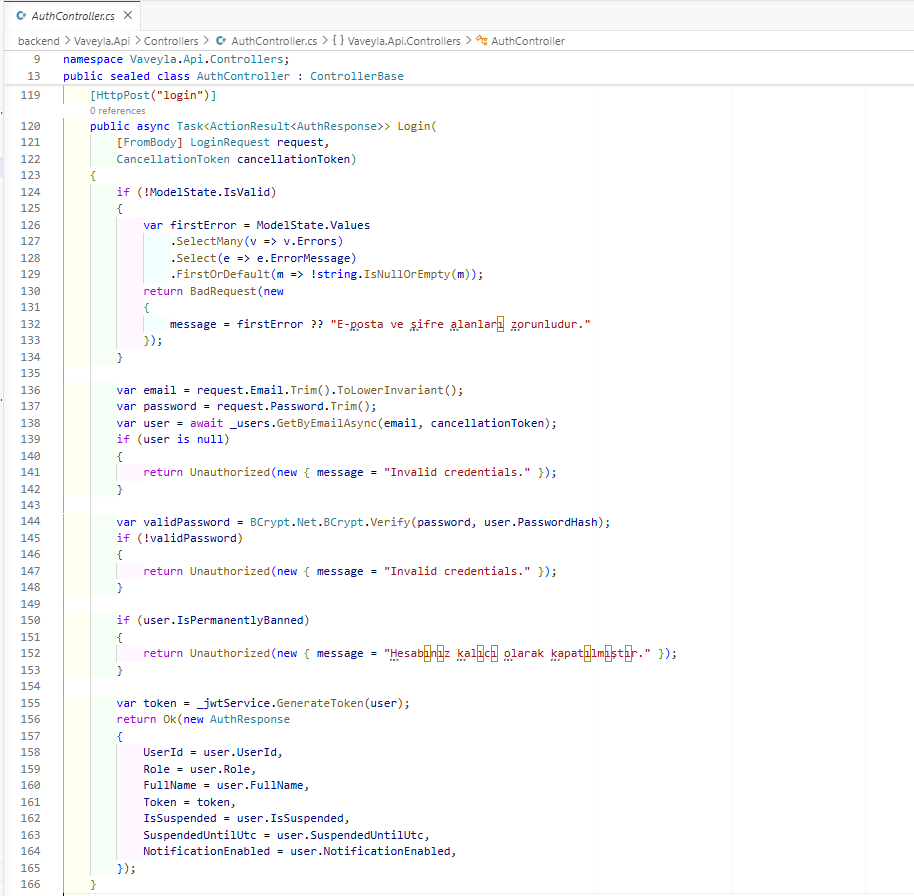 AuthController.cs
backend > Vaveyla.Api > Controllers > AuthController.cs > {} Vaveyla.Api.Controllers > AuthController
9 namespace Vaveyla.Api.Controllers;
13 public sealed class AuthController : ControllerBase
119 [HttpPost("login")]
0 references
120 public async Task<ActionResult<AuthResponse>> Login(
121 [FromBody] LoginRequest request,
122 CancellationToken cancellationToken)
123 {
124 if (!ModelState.IsValid)
125 {
126 var firstError = ModelState.Values
127 .SelectMany(v => v.Errors)
128 .Select(e => e.ErrorMessage)
129 .FirstOrDefault(m => !string.IsNullOrEmpty(m));
130 return BadRequest(new
131 {
132 message = firstError ?? "E-posta ve şifre alanları zorunludur."
133 });
134 }
135
136 var email = request.Email.Trim().ToLowerInvariant();
137 var password = request.Password.Trim();
138 var user = await _users.GetByEmailAsync(email, cancellationToken);
139 if (user is null)
140 {
141 return Unauthorized(new { message = "Invalid credentials." });
142 }
143
144 var validPassword = BCrypt.Net.BCrypt.Verify(password, user.PasswordHash);
145 if (!validPassword)
146 {
147 return Unauthorized(new { message = "Invalid credentials." });
148 }
149
150 if (user.IsPermanentlyBanned)
151 {
152 return Unauthorized(new { message = "Hesabınız kalıcı olarak kapatılmıştır." });
153 }
154
155 var token = _jwtService.GenerateToken(user);
156 return Ok(new AuthResponse
157 {
158 UserId = user.UserId,
159 Role = user.Role,
160 FullName = user.FullName,
161 Token = token,
162 IsSuspended = user.IsSuspended,
163 SuspendedUntilUtc = user.SuspendedUntilUtc,
164 NotificationEnabled = user.NotificationEnabled,
165 });
166 }